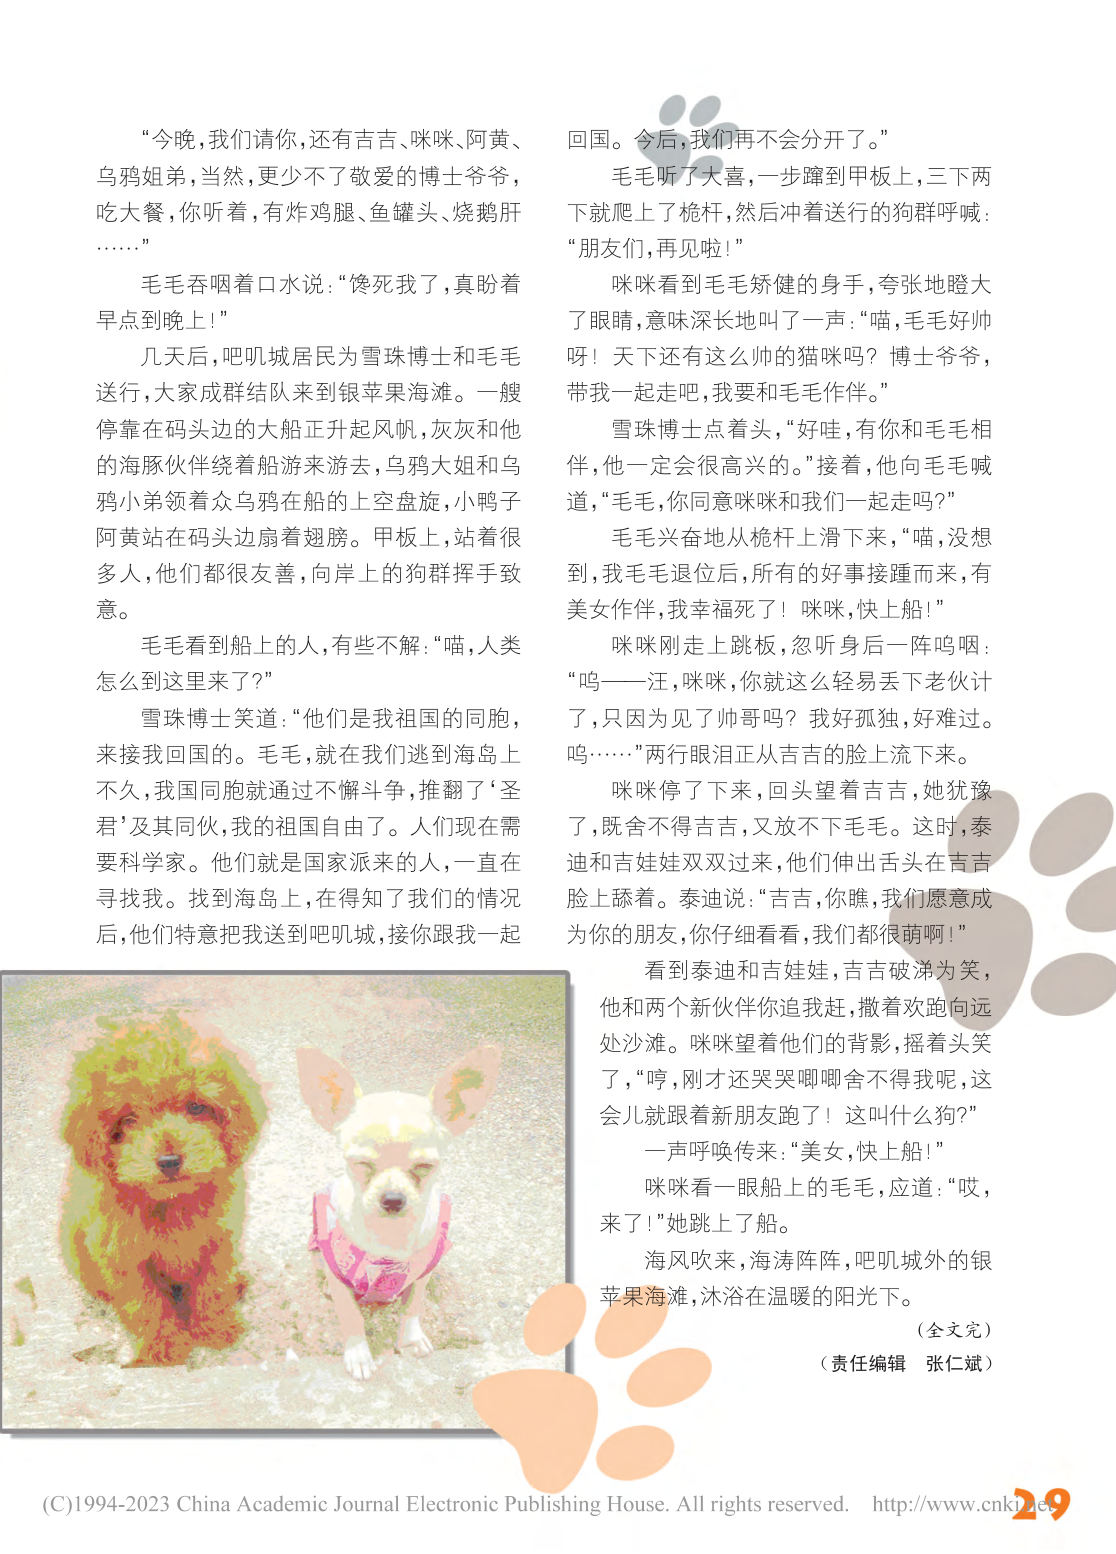 “今晚,我们请你,还有吉吉、咪咪、阿黄、
乌鸦姐弟,当然,更少不了敬爱的博士爷爷,
吃大餐,你听着,有炸鸡腿、鱼罐头、烧鹅肝
……”
毛毛吞咽着口水说:“馋死我了,真盼着
早点到晚上!”
几天后,吧叽城居民为雪珠博士和毛毛
送行,大家成群结队来到银苹果海滩。一艘
停靠在码头边的大船正升起风帆,灰灰和他
的海豚伙伴绕着船游来游去,乌鸦大姐和乌
鸦小弟领着众乌鸦在船的上空盘旋,小鸭子
阿黄站在码头边扇着翅膀。甲板上,站着很
多人,他们都很友善,向岸上的狗群挥手致
意。
毛毛看到船上的人,有些不解:“喵,人类
怎么到这里来了?”
雪珠博士笑道:“他们是我祖国的同胞,
来接我回国的。毛毛,就在我们逃到海岛上
不久,我国同胞就通过不懈斗争,推翻了‘圣
君’及其同伙,我的祖国自由了。人们现在需
要科学家。他们就是国家派来的人,一直在
寻找我。找到海岛上,在得知了我们的情况
后,他们特意把我送到吧叽城,接你跟我一起
回国。今后,我们再不会分开了。”
毛毛听了大喜,一步蹿到甲板上,三下两
下就爬上了桅杆,然后冲着送行的狗群呼喊:
“朋友们,再见啦!”
咪咪看到毛毛矫健的身手,夸张地瞪大
了眼睛,意味深长地叫了一声:“喵,毛毛好帅
呀! 天下还有这么帅的猫咪吗? 博士爷爷,
带我一起走吧,我要和毛毛作伴。”
雪珠博士点着头,“好哇,有你和毛毛相
伴,他一定会很高兴的。”接着,他向毛毛喊
道,“毛毛,你同意咪咪和我们一起走吗?”
毛毛兴奋地从桅杆上滑下来,“喵,没想
到,我毛毛退位后,所有的好事接踵而来,有
美女作伴,我幸福死了! 咪咪,快上船!”
咪咪刚走上跳板,忽听身后一阵呜咽:
“呜——汪,咪咪,你就这么轻易丢下老伙计
了,只因为见了帅哥吗? 我好孤独,好难过。
呜……”两行眼泪正从吉吉的脸上流下来。
咪咪停了下来,回头望着吉吉,她犹豫
了,既舍不得吉吉,又放不下毛毛。这时,泰
迪和吉娃娃双双过来,他们伸出舌头在吉吉
脸上舔着。泰迪说:“吉吉,你瞧,我们愿意成
为你的朋友,你仔细看看,我们都很萌啊!”
看到泰迪和吉娃娃,吉吉破涕为笑,
他和两个新伙伴你追我赶,撒着欢跑向远
处沙滩。咪咪望着他们的背影,摇着头笑
了,“哼,刚才还哭哭唧唧舍不得我呢,这
会儿就跟着新朋友跑了! 这叫什么狗?”
一声呼唤传来:“美女,快上船!”
咪咪看一眼船上的毛毛,应道:“哎,
来了!”她跳上了船。
海风吹来,海涛阵阵,吧叽城外的银
苹果海滩,沐浴在温暖的阳光下。
(全文完)
(责任编辑 张仁斌)
(C)1994-2023 China Academic Journal Electronic Publishing House. All rights reserved. http://www.cnki.net
29